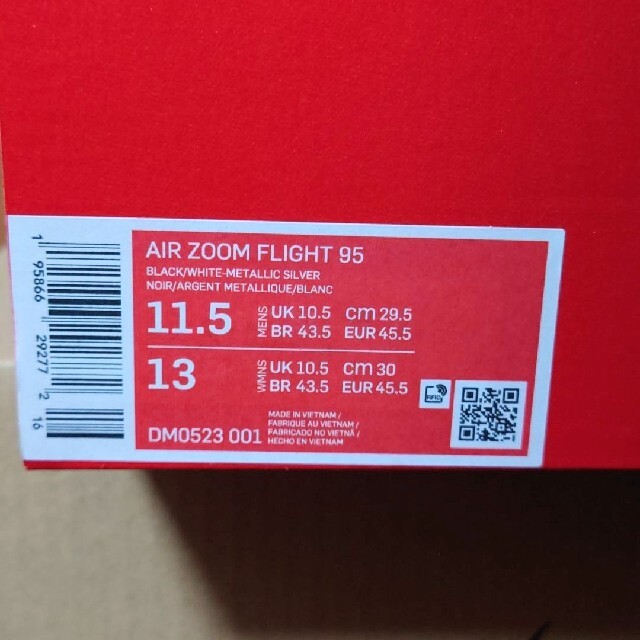 AIR ZOOM FLIGHT 95
BLACK/WHITE-METALLIC SILVER
NOIR/ARGENT METALLIQUE/BLANC
11.5 MENS UK 10.5 CM 29.5
BR 43.5 EUR 45.5
13 WMNS UK 10.5 CM 30
BR 43.5 EUR 45.5
DM0523 001
MADE IN VIETNAM /
FABRIQUE AU VIETNAM /
FABRICADO NO VIETNÃ /
HECHO EN VIETNAM
RFID
1 95866 29277 2 16